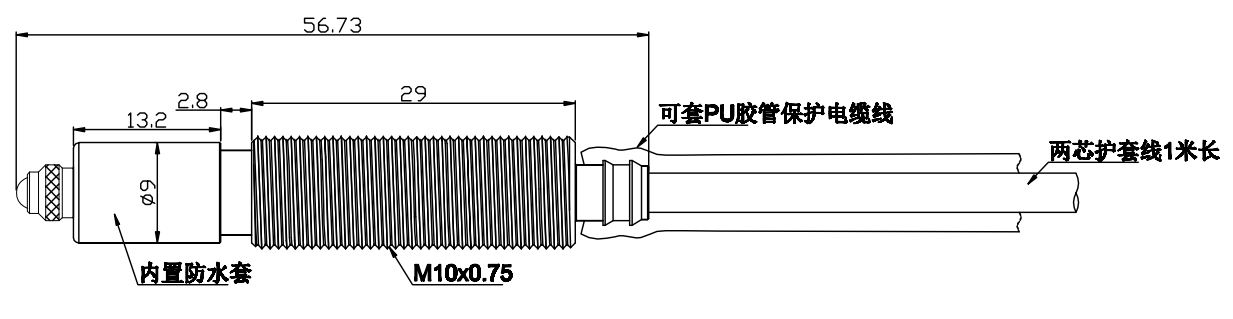 56.73
29
2.8
13.2
可套PU胶管保护电缆线
两芯护套线1米长
ø9
内置防水套
M10x0.75